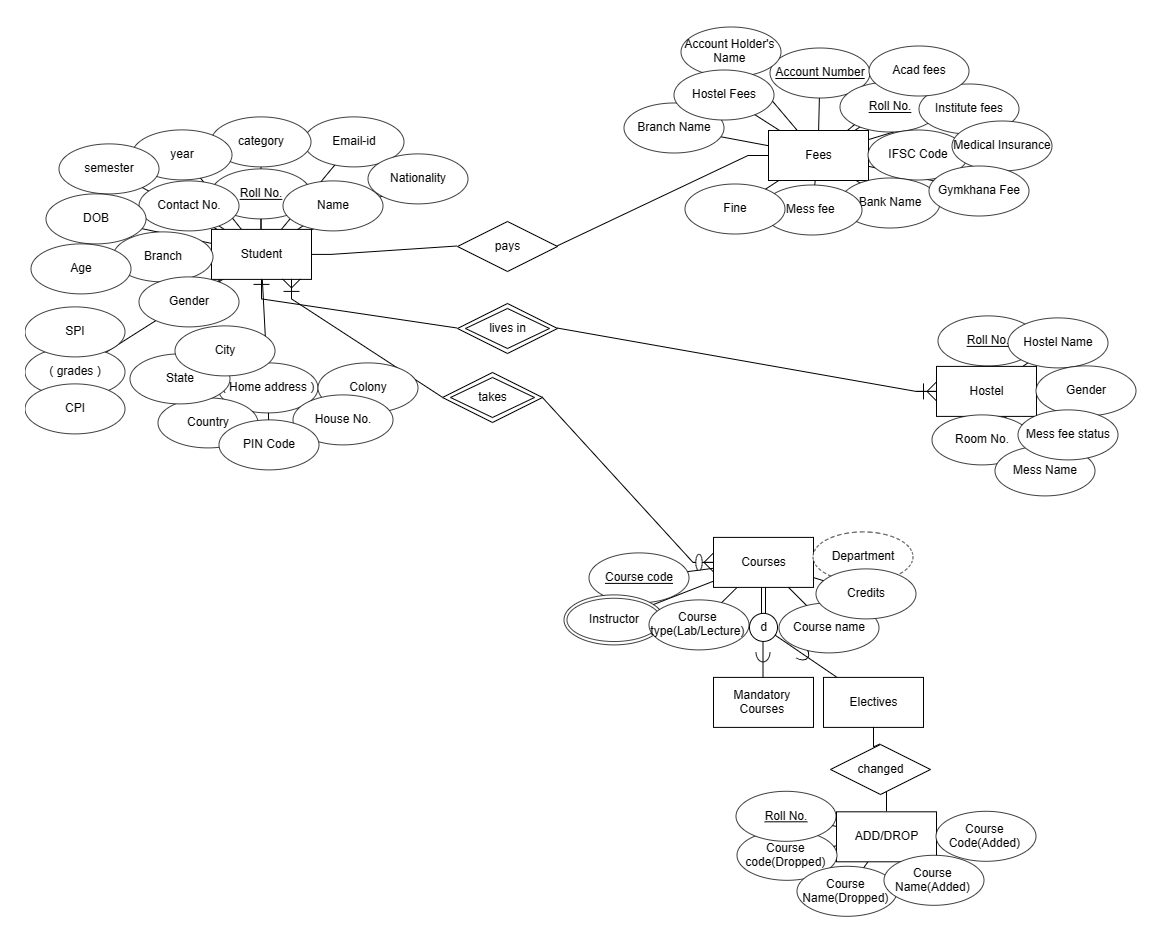 Account Holder's
Name
Account Number
Acad fees
Hostel Fees
Roll No.
Institute fees
Branch Name
Fees
IFSC Code
Medical Insurance
Gymkhana Fee
Fine
Mess fee
Bank Name
category
Email-id
year
semester
Nationality
Roll No.
Contact No.
Name
DOB
Branch
Student
Age
Gender
pays
lives in
takes
SPI
( grades )
CPI
City
State
( Home address )
Colony
Country
House No.
PIN Code
Roll No.
Hostel Name
Hostel
Gender
Room No.
Mess fee status
Mess Name
Courses
Department
Course code
Credits
Instructor
Course
type(Lab/Lecture)
d
Course name
Mandatory
Courses
Electives
changed
Roll No.
ADD/DROP
Course
Code(Added)
Course
code(Dropped)
Course
Name(Added)
Course
Name(Dropped)